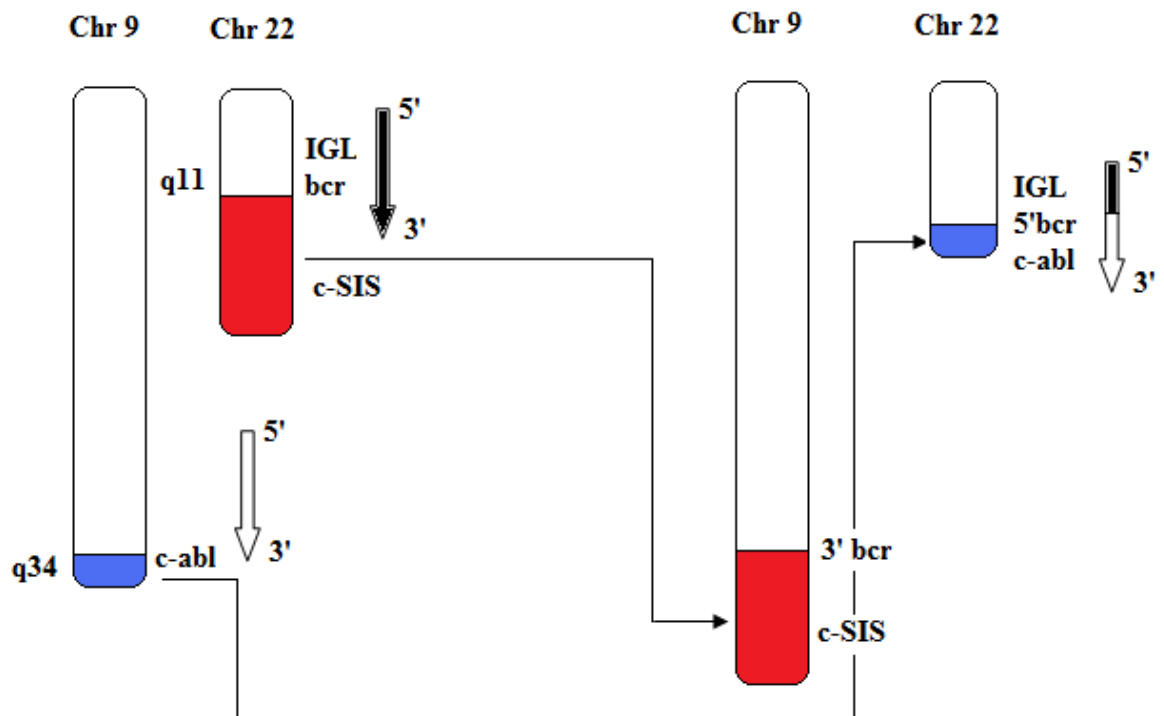 Chr 9
Chr 22
q11
IGL
bcr
5'
3'
c-SIS
5'
3'
q34
c-abl
Chr 9
Chr 22
IGL
5'bcr
c-abl
5'
3'
3' bcr
c-SIS